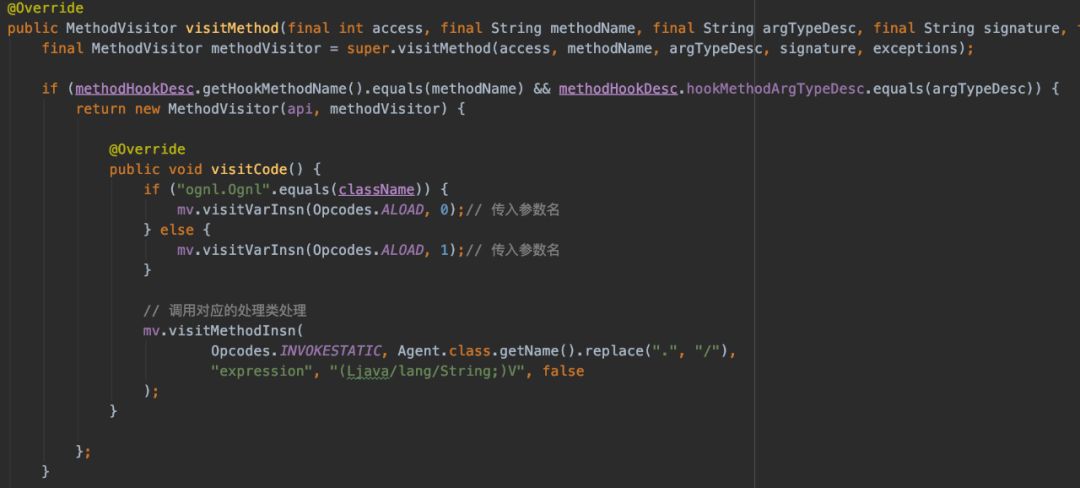 @Override
public MethodVisitor visitMethod(final int access, final String methodName, final String argTypeDesc, final String signature,
final MethodVisitor methodVisitor = super.visitMethod(access, methodName, argTypeDesc, signature, exceptions);
if (methodHookDesc.getHookMethodName().equals(methodName) && methodHookDesc.hookMethodArgTypeDesc.equals(argTypeDesc)) {
return new MethodVisitor(api, methodVisitor) {
@Override
public void visitCode() {
if ("ognl.Ognl".equals(className)) {
mv.visitVarInsn(Opcodes.ALOAD, 0);// 传入参数名
} else {
mv.visitVarInsn(Opcodes.ALOAD, 1);// 传入参数名
}
// 调用对应的处理类处理
mv.visitMethodInsn(
Opcodes.INVOKESTATIC, Agent.class.getName().replace(".", "/"),
"expression", "(Ljava/lang/String;)V", false
);
}
};
}